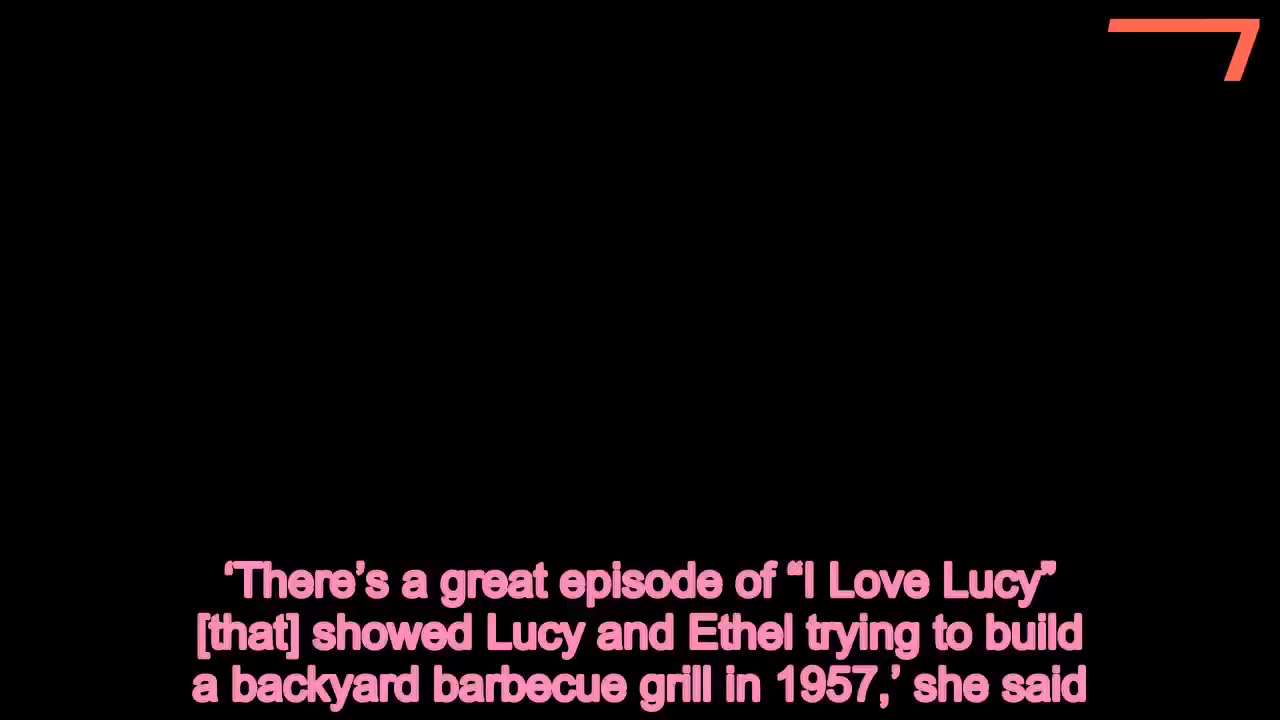 ‘There’s a great episode of “I Love Lucy”
[that] showed Lucy and Ethel trying to build
a backyard barbecue grill in 1957,’ she said